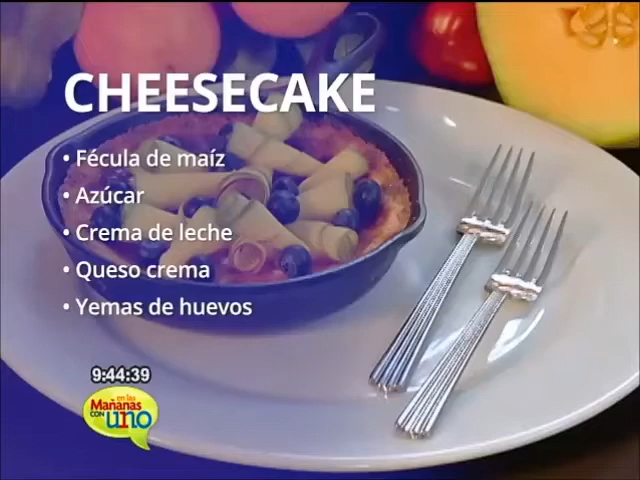 CHEESECAKE
• Fécula de maíz
• Azúcar
• Crema de leche
• Queso crema
• Yemas de huevos
9:44:39
en las
Mañanas
CON uno